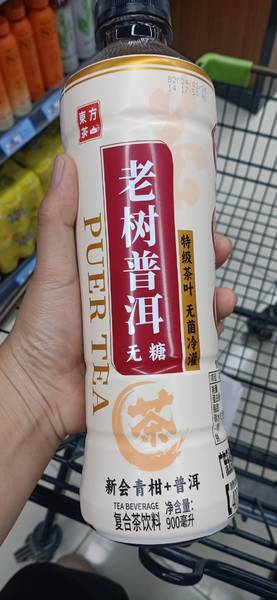 東方
茶山
老树普洱
无糖
PUER TEA
特级茶叶 无菌冷灌
茶
新会青柑+普洱
TEA BEVERAGE
复合茶饮料
净含量:
900毫升